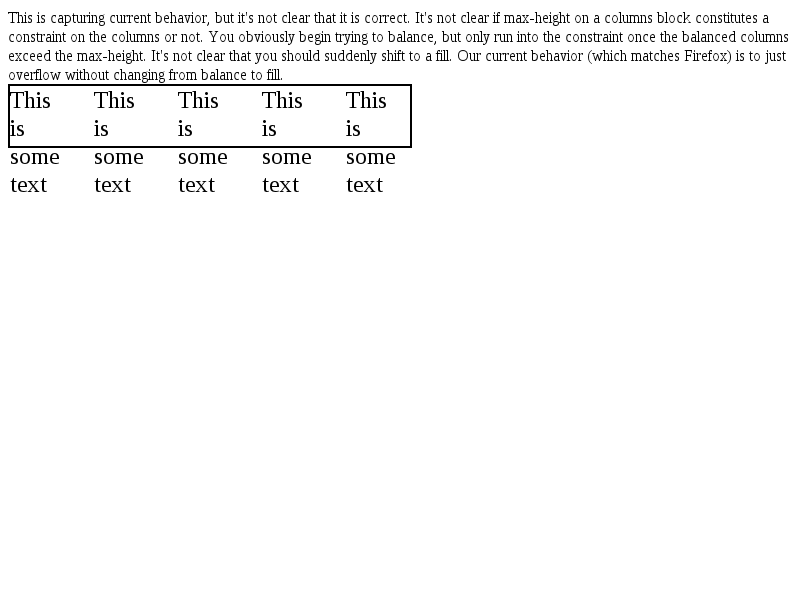 This is capturing current behavior, but it's not clear that it is correct. It's not clear if max-height on a columns block constitutes a
constraint on the columns or not. You obviously begin trying to balance, but only run into the constraint once the balanced columns
exceed the max-height. It's not clear that you should suddenly shift to a fill. Our current behavior (which matches Firefox) is to just
overflow without changing from balance to fill.
This This This This This
is is is is is
some some some some some
text text text text text